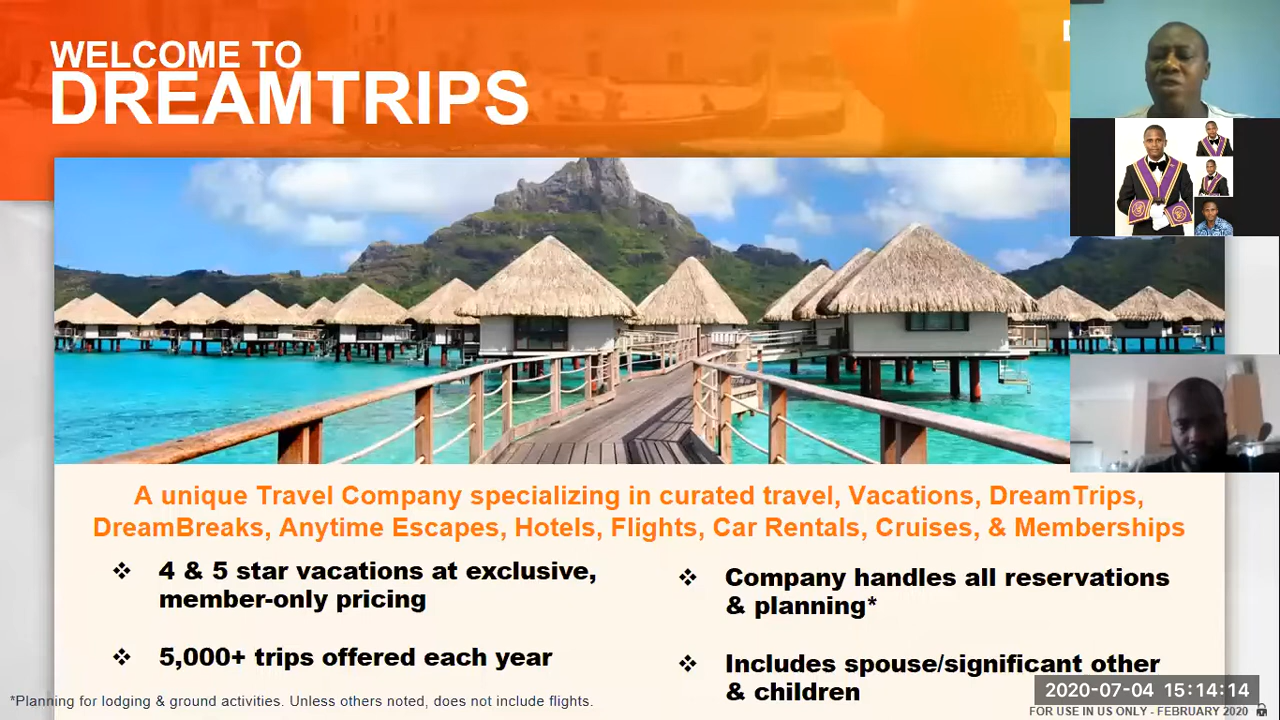 WELCOME TO
DREAMTRIPS
A unique Travel Company specializing in curated travel, Vacations, DreamTrips,
DreamBreaks, Anytime Escapes, Hotels, Flights, Car Rentals, Cruises, & Memberships
❖ 4 & 5 star vacations at exclusive,
member-only pricing
❖ 5,000+ trips offered each year
❖ Company handles all reservations
& planning*
❖ Includes spouse/significant other
& children
*Planning for lodging & ground activities. Unless others noted, does not include flights.
2020-07-04 15:14:14
FOR USE IN US ONLY - FEBRUARY 2020